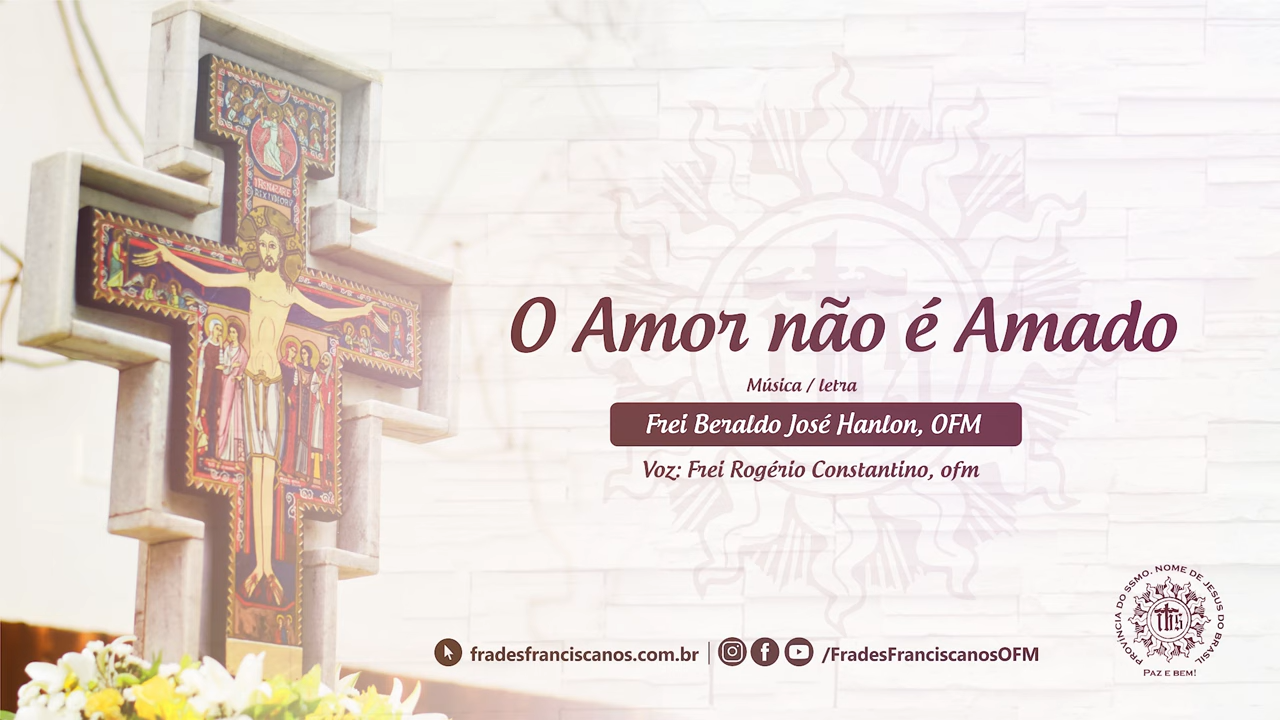 O Amor não é Amado
Música / letra
Frei Beraldo José Hanlon, OFM
Voz: Frei Rogério Constantino, ofm
fradesfranciscanos.com.br | /FradesFranciscanosOFM
PROVÍNCIA DO SSMO. NOME DE JESUS DO BRASIL
PAZ E BEM!